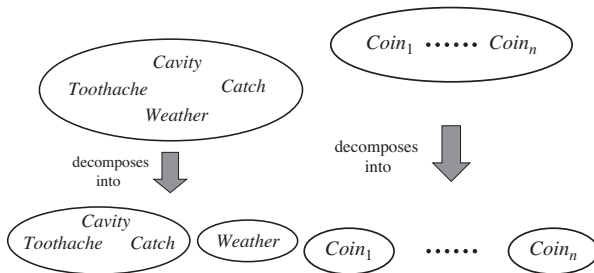 Cavity
Toothache Catch
Weather
decomposes
into
Cavity
Toothache Catch
Weather
Coin1 ...... Coinn
decomposes
into
Coin1 ...... Coinn